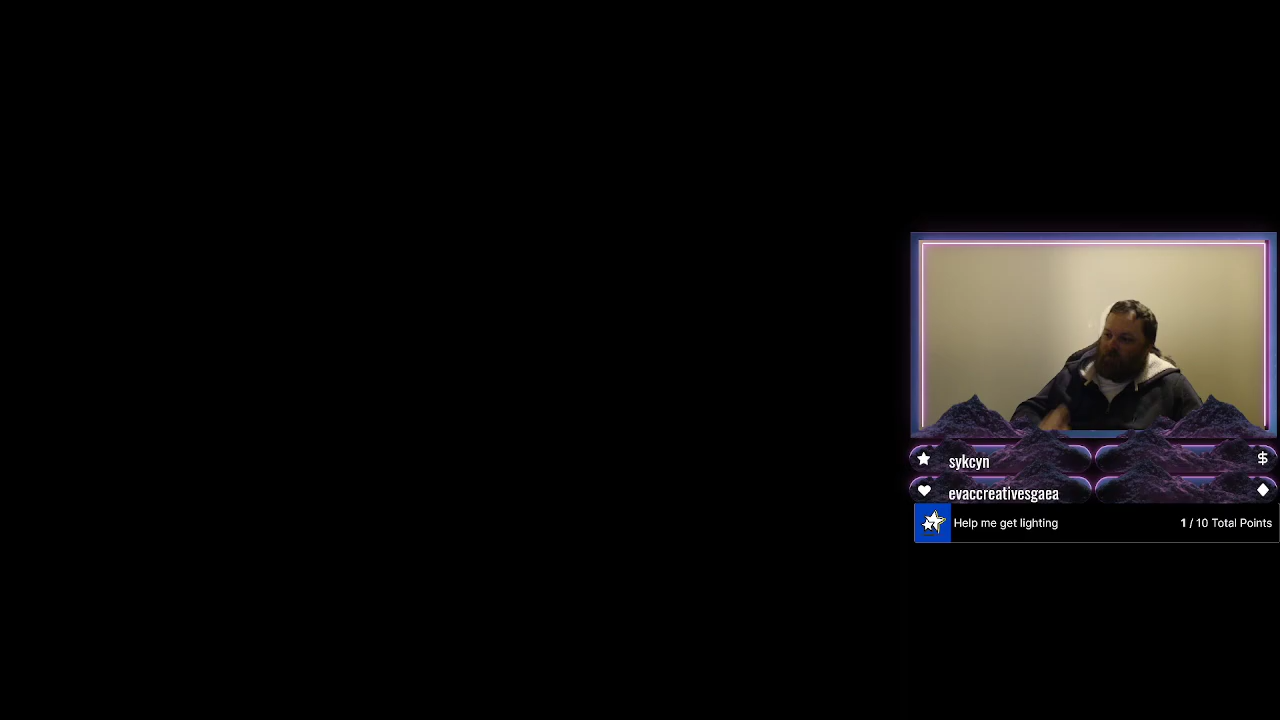 sykcyn
$
evaccreativesgaea
Help me get lighting
1 / 10 Total Points